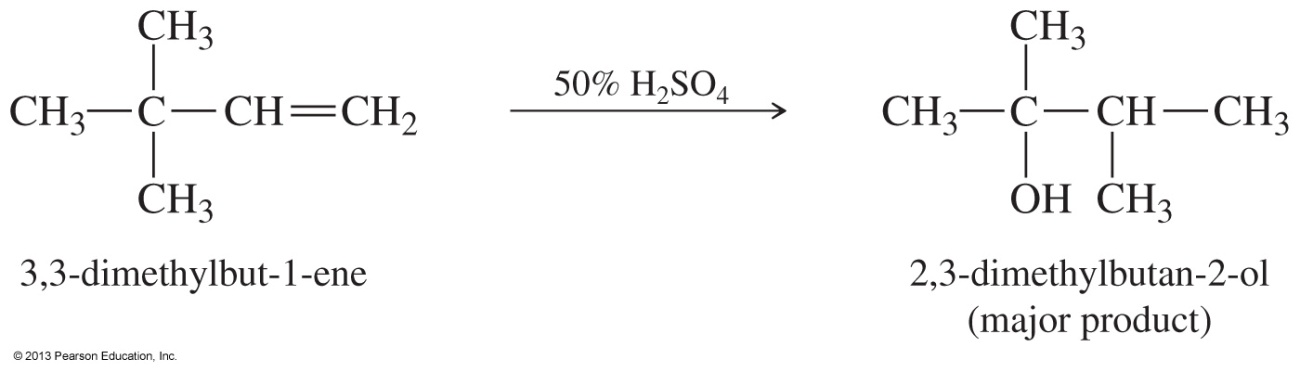 CH₃ CH₃
CH₃—C—CH=CH₂ 50% H₂SO₄ CH₃—C—CH—CH₃
CH₃ OH CH₃
3,3-dimethylbut-1-ene 2,3-dimethylbutan-2-ol
(major product)
© 2013 Pearson Education, Inc.